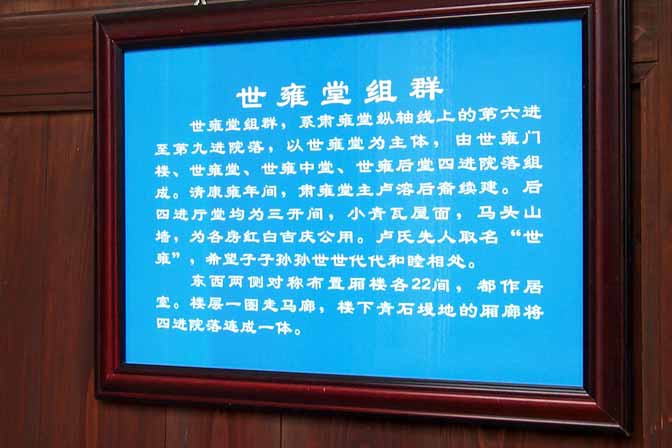 世雍堂组群
世雍堂组群，系肃雍堂纵轴线上的第六进
至第九进院落，以世雍堂为主体，由世雍门
楼、世雍堂、世雍中堂、世雍后堂四进院落组
成。清康雍年间，肃雍堂主卢溶后裔续建。后
四进厅堂均为三开间，小青瓦屋面，马头山
墙，为各房红白吉庆公用。卢氏先人取名“世
雍”，希望子子孙孙世世代代和睦相处。
东西两侧对称布置厢楼各22间，都作居
室。楼层一圈走马廊，楼下青石墁地的厢廊将
四进院落连成一体。